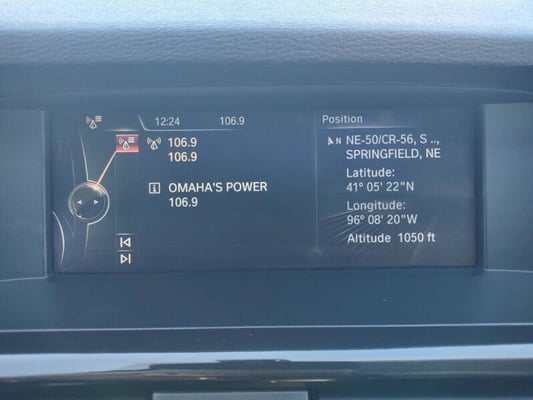 12:24 106.9
106.9
106.9
i OMAHA'S POWER
106.9
Position
N NE-50/CR-56, S ..,
SPRINGFIELD, NE
Latitude:
41° 05' 22"N
Longitude:
96° 08' 20"W
Altitude 1050 ft